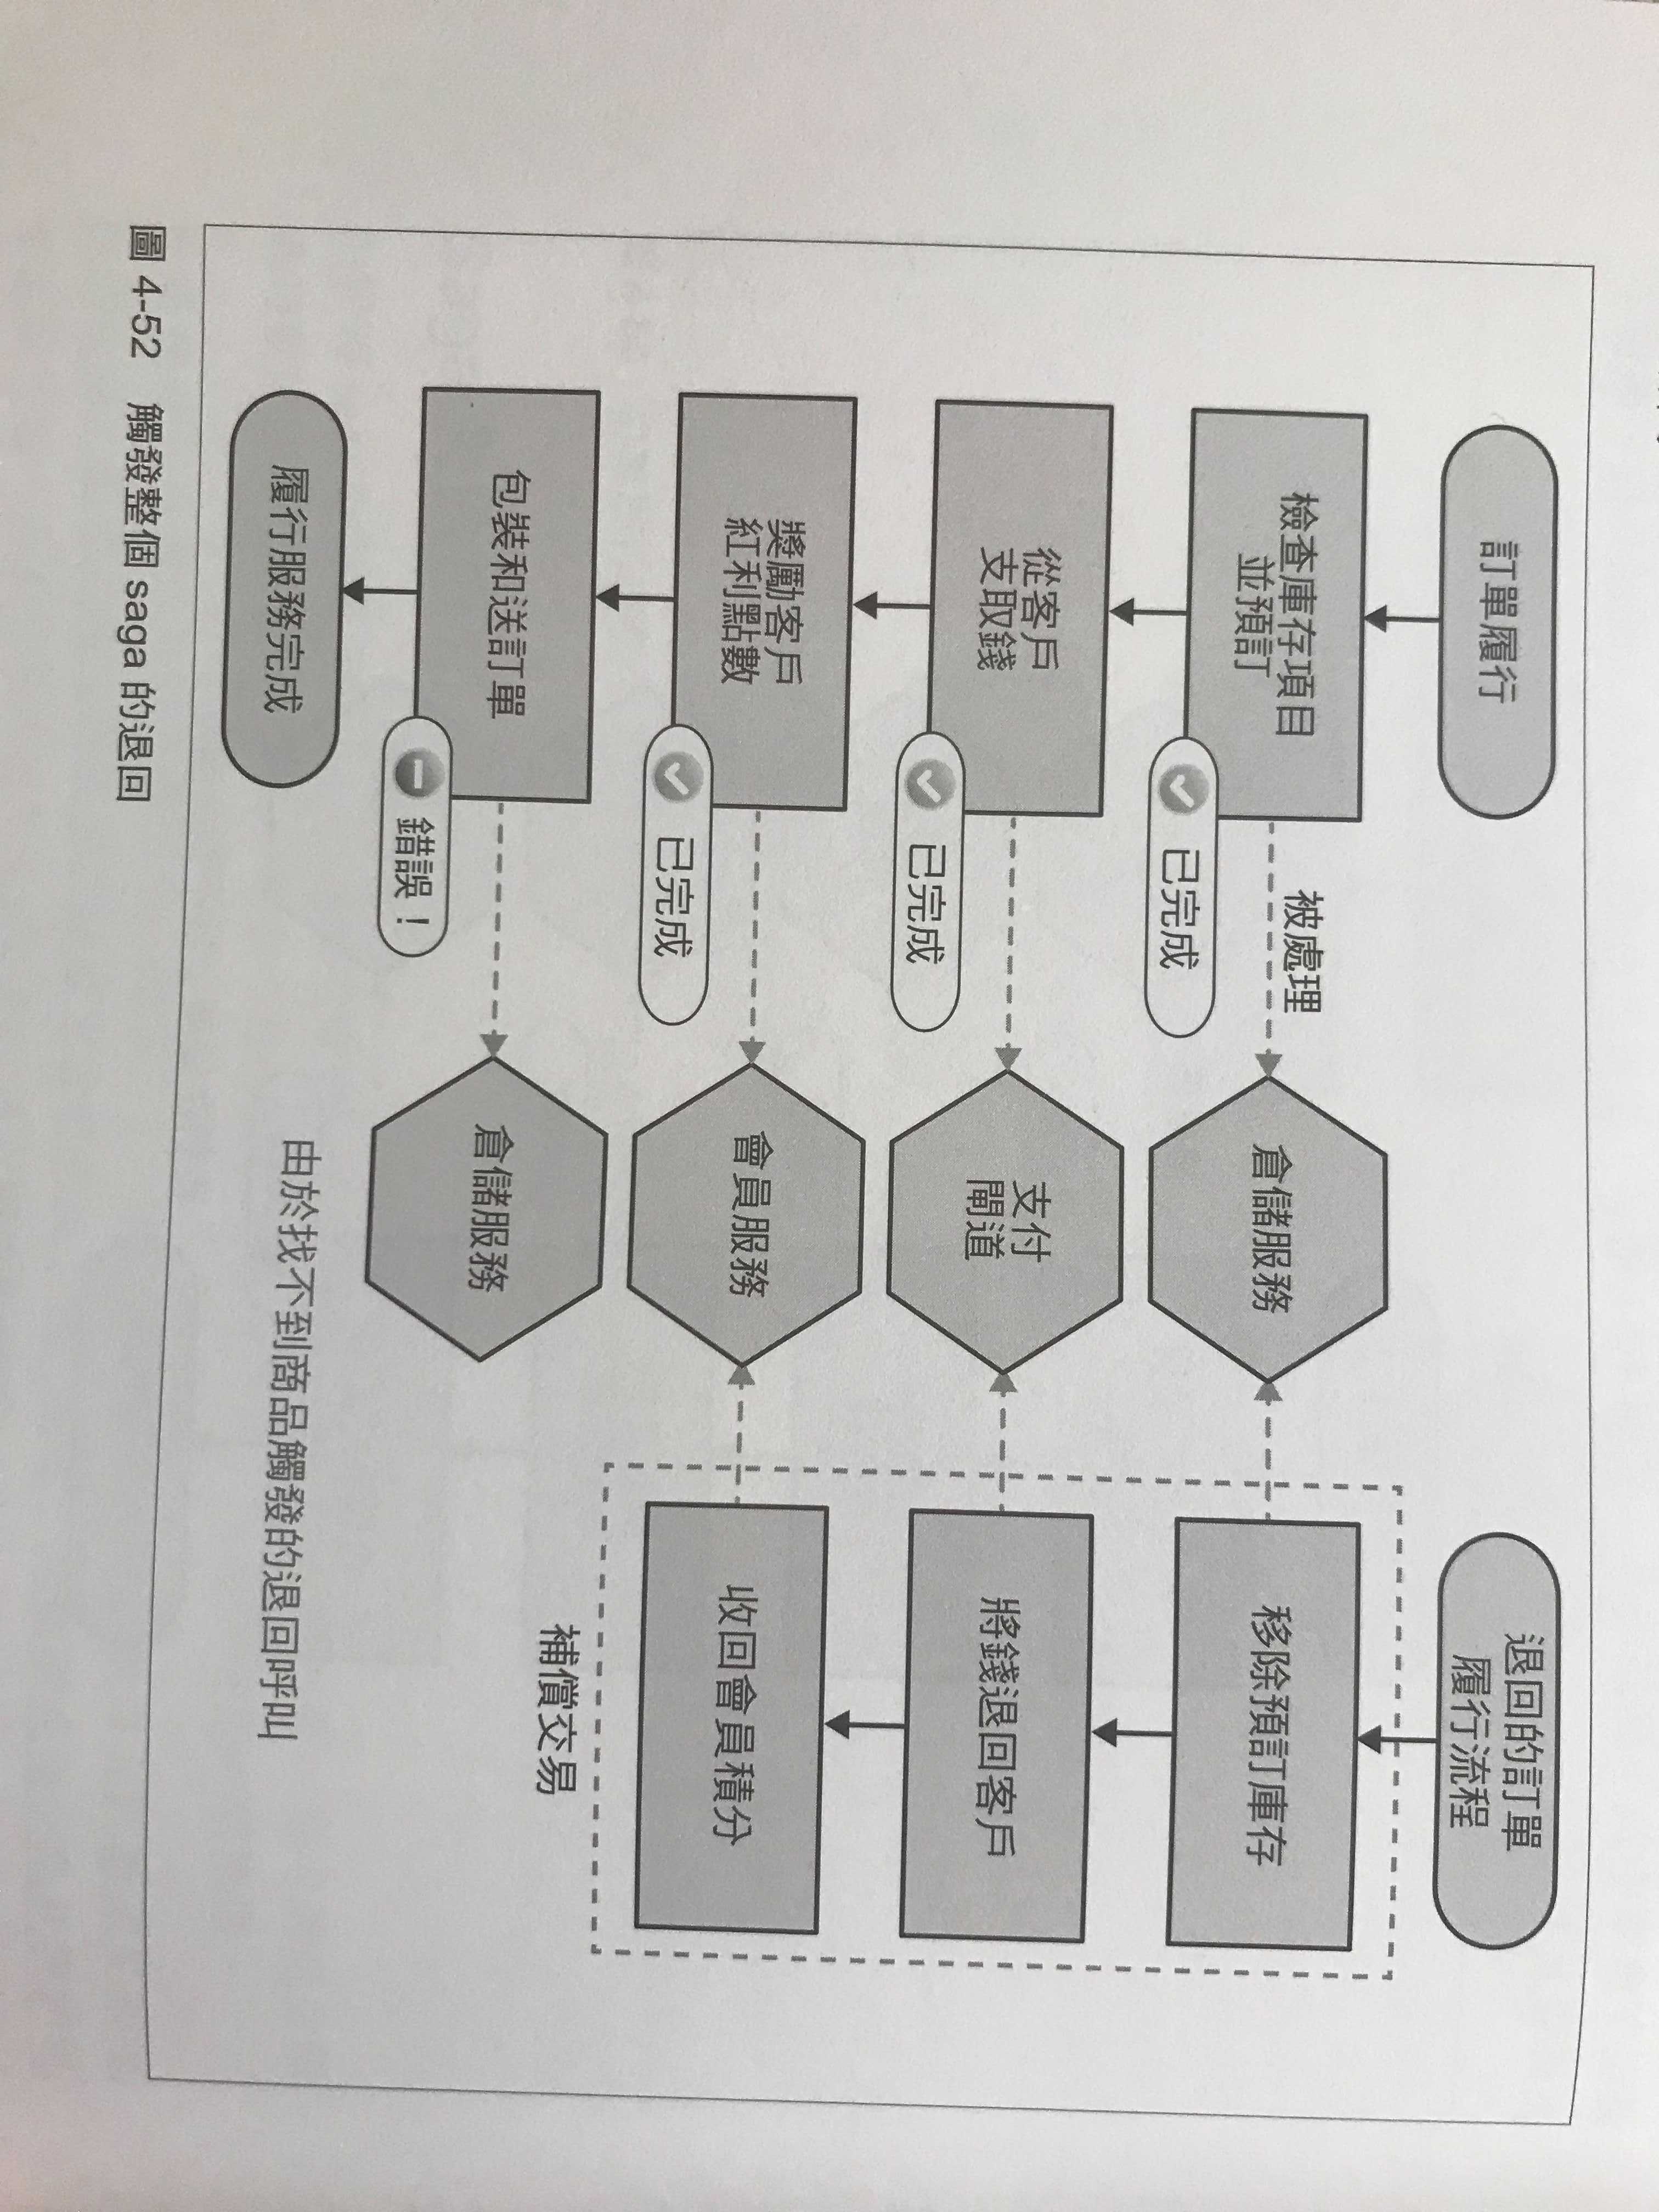 訂單履行
退回的訂單
履行流程
檢查庫存項目
並預訂
已完成
被處理
倉儲服務
移除預訂庫存
從客戶
支取錢
已完成
支付
閘道
將錢退回客戶
獎勵客戶
紅利點數
已完成
會員服務
收回會員積分
包裝和送訂單
錯誤！
倉儲服務
補償交易
履行服務完成
由於找不到商品觸發的退回呼叫
圖 4-52　觸發整個 saga 的退回